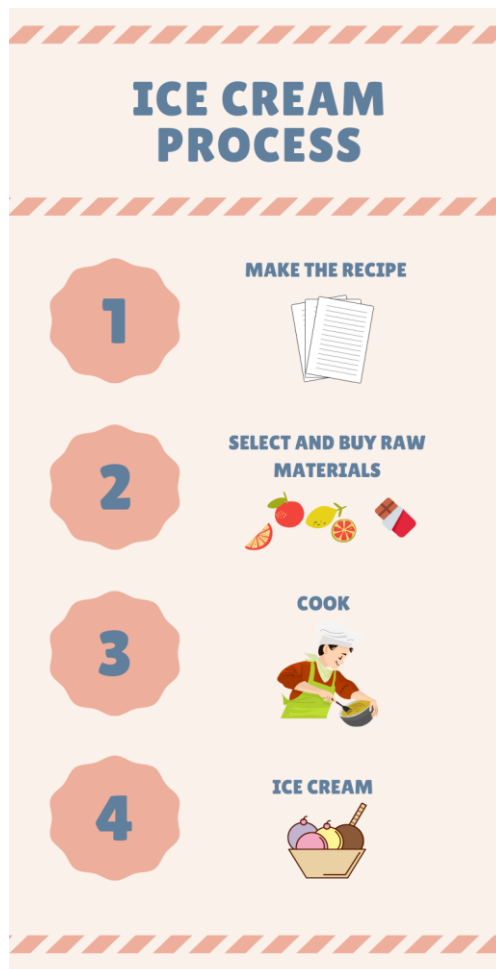 ICE CREAM
PROCESS
1
MAKE THE RECIPE
2
SELECT AND BUY RAW
MATERIALS
3
COOK
4
ICE CREAM